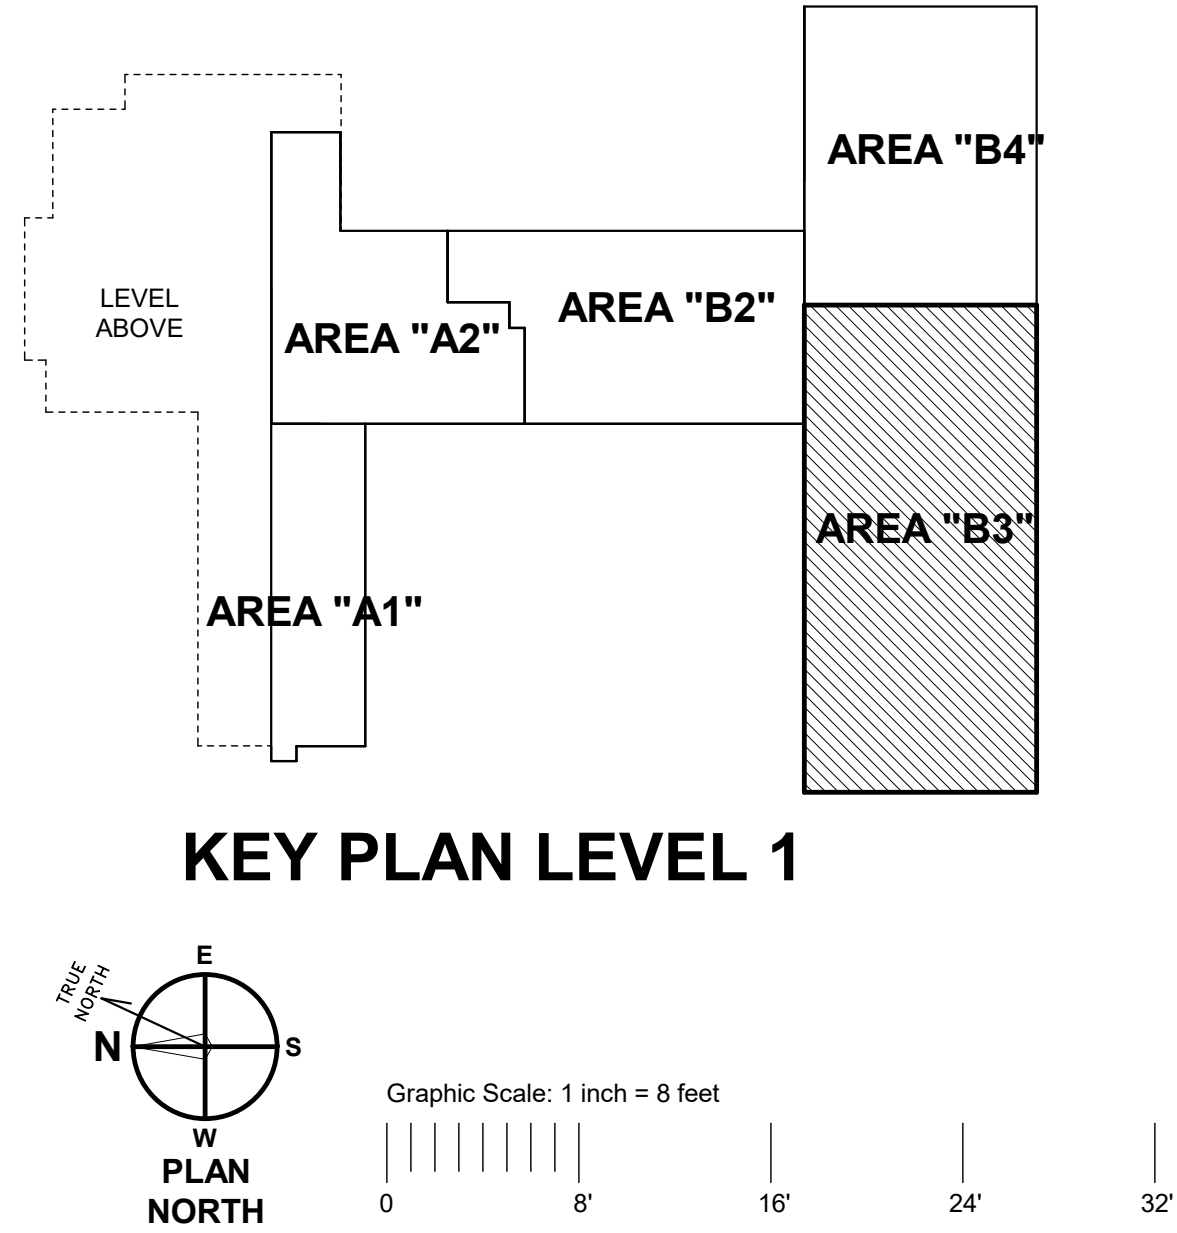 AREA "B4"
LEVEL
ABOVE
AREA "A2"
AREA "B2"
AREA "B3"
AREA "A1"
KEY PLAN LEVEL 1
E
TRUE
NORTH
N
S
W
PLAN
NORTH
Graphic Scale: 1 inch = 8 feet
0 8' 16' 24' 32'